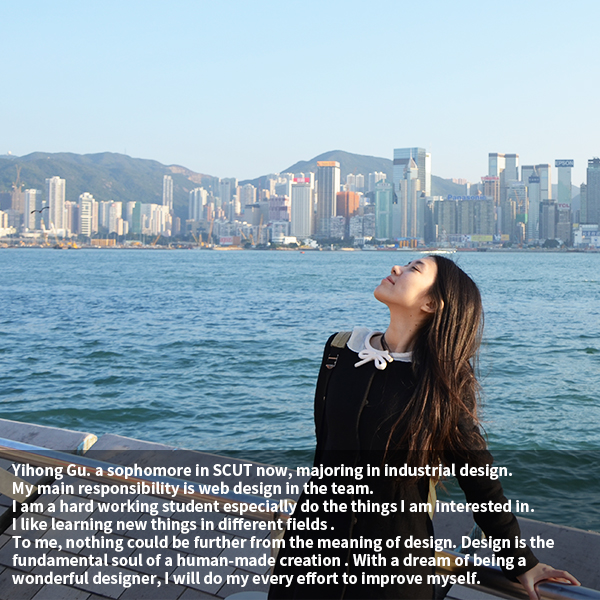 Yihong Gu. a sophomore in SCUT now, majoring in industrial design.
My main responsibility is web design in the team.
I am a hard working student especially do the things I am interested in.
I like learning new things in different fields .
To me, nothing could be further from the meaning of design. Design is the
fundamental soul of a human-made creation . With a dream of being a
wonderful designer, I will do my every effort to improve myself.